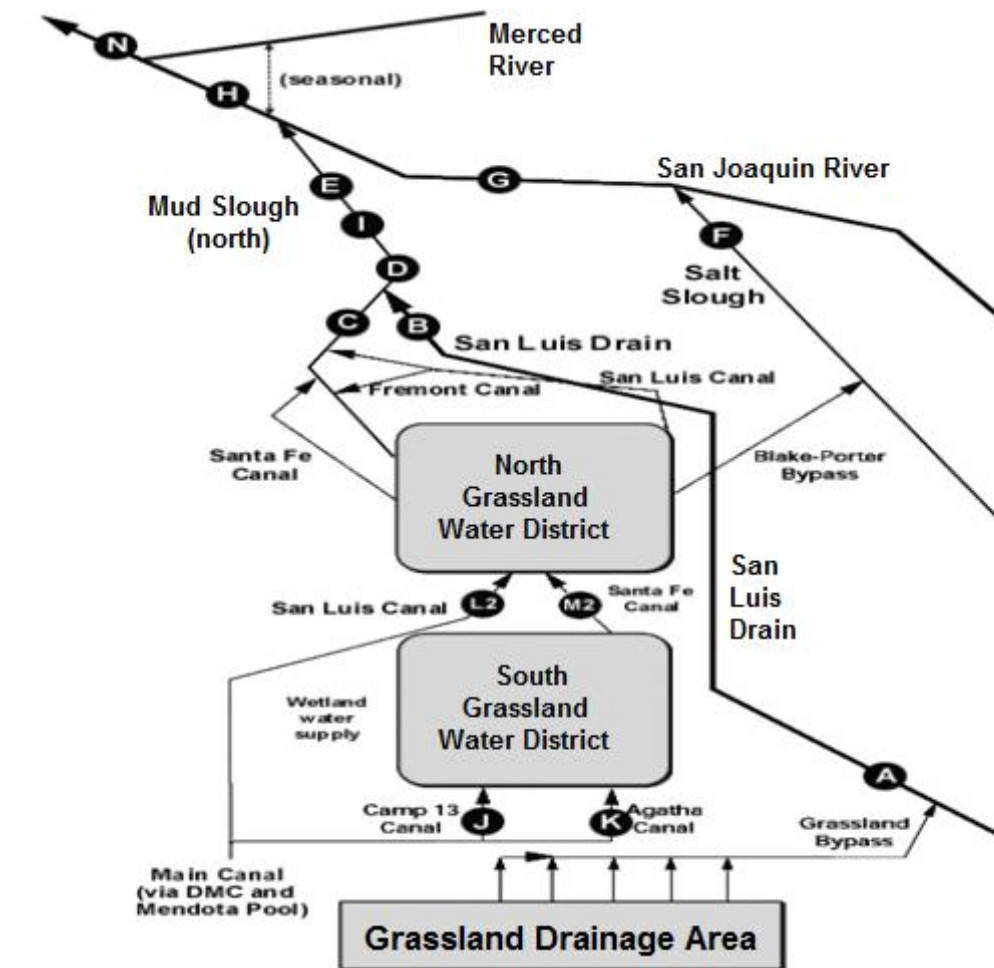 N
Merced
River
(seasonal)
H
San Joaquin River
G
E
Mud Slough
(north)
I
F
D
Salt
Slough
C
B
San Luis Drain
San Luis Canal
Fremont Canal
Santa Fe
Canal
North
Grassland
Water District
Blake-Porter
Bypass
San
Luis
Drain
San Luis Canal
L2
M2
Santa Fe
Canal
South
Grassland
Water District
Wetland
water
supply
A
Camp 13
Canal
J
K
Agatha
Canal
Grassland
Bypass
Main Canal
(via DMC and
Mendota Pool)
Grassland Drainage Area